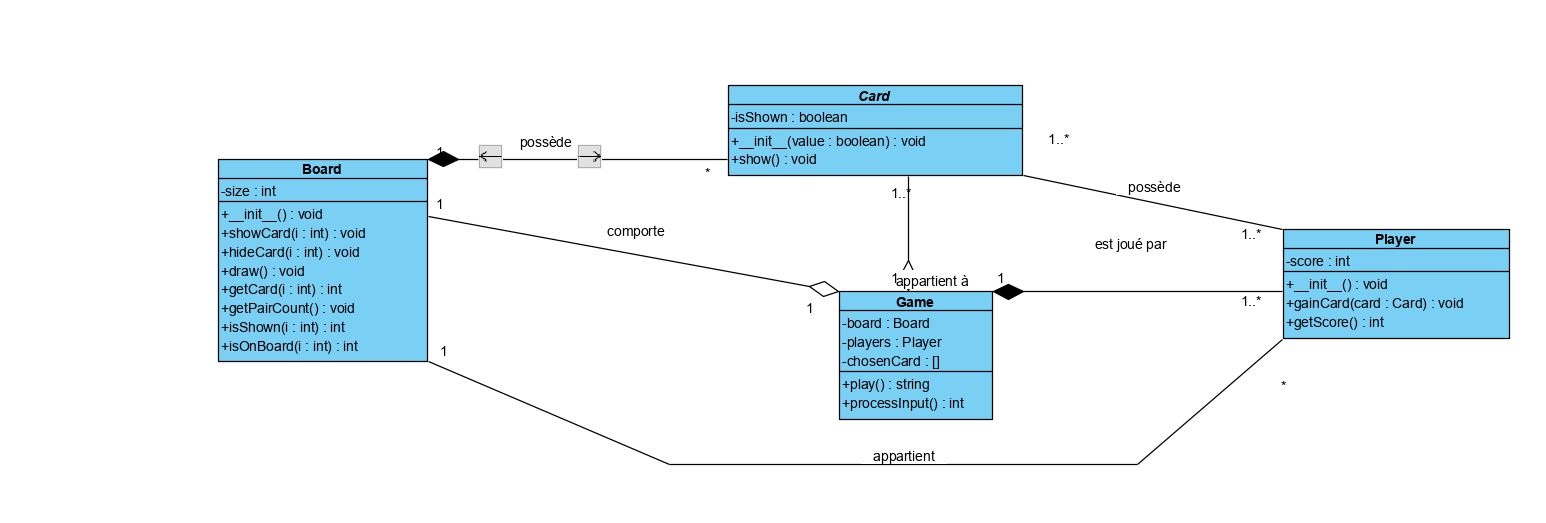 Card
-isShown : boolean
+__init__(value : boolean) : void
+show() : void
1..*
possède
1
*
Board
-size : int
+__init__() : void
+showCard(i : int) : void
+hideCard(i : int) : void
+draw() : void
+getCard(i : int) : int
+getPairCount() : void
+isShown(i : int) : int
+isOnBoard(i : int) : int
1
comporte
1
1..*
1
appartient à
possède
1..*
est joué par
1
1..*
Player
-score : int
+__init__() : void
+gainCard(card : Card) : void
+getScore() : int
Game
-board : Board
-players : Player
-chosenCard : []
+play() : string
+processInput() : int
1
*
appartient